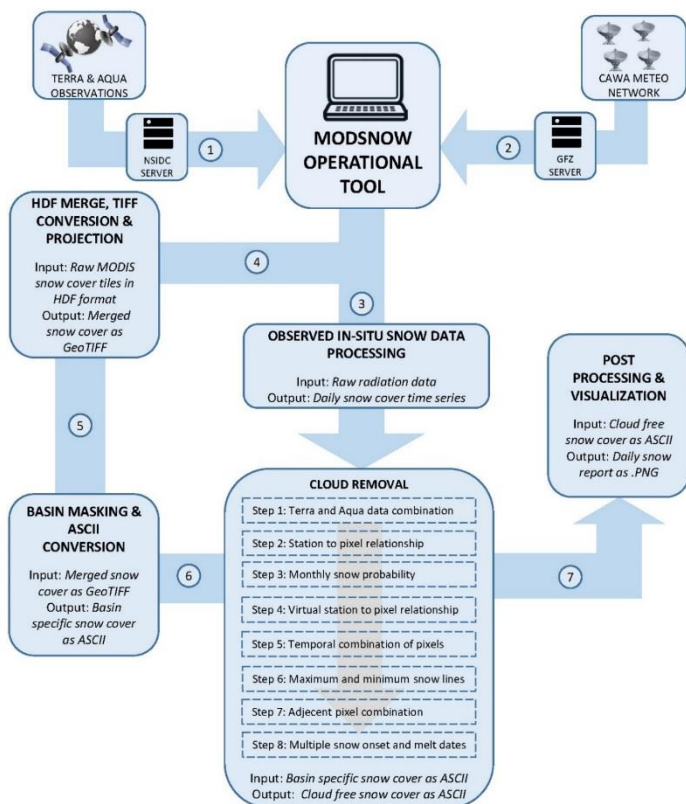 TERRA & AQUA
OBSERVATIONS
NSIDC
SERVER
1
MODSNOW
OPERATIONAL
TOOL
2
GFZ
SERVER
CAWA METEO
NETWORK
HDF MERGE, TIFF
CONVERSION &
PROJECTION
Input: Raw MODIS
snow cover tiles in
HDF format
Output: Merged
snow cover as
GeoTIFF
4
3
OBSERVED IN-SITU SNOW DATA
PROCESSING
Input: Raw radiation data
Output: Daily snow cover time series
POST
PROCESSING &
VISUALIZATION
Input: Cloud free
snow cover as ASCII
Output: Daily snow
report as .PNG
5
BASIN MASKING &
ASCII
CONVERSION
Input: Merged snow
cover as GeoTIFF
Output: Basin
specific snow cover
as ASCII
6
CLOUD REMOVAL
Step 1: Terra and Aqua data combination
Step 2: Station to pixel relationship
Step 3: Monthly snow probability
Step 4: Virtual station to pixel relationship
Step 5: Temporal combination of pixels
Step 6: Maximum and minimum snow lines
Step 7: Adjecent pixel combination
Step 8: Multiple snow onset and melt dates
Input: Basin specific snow cover as ASCII
Output: Cloud free snow cover as ASCII
7